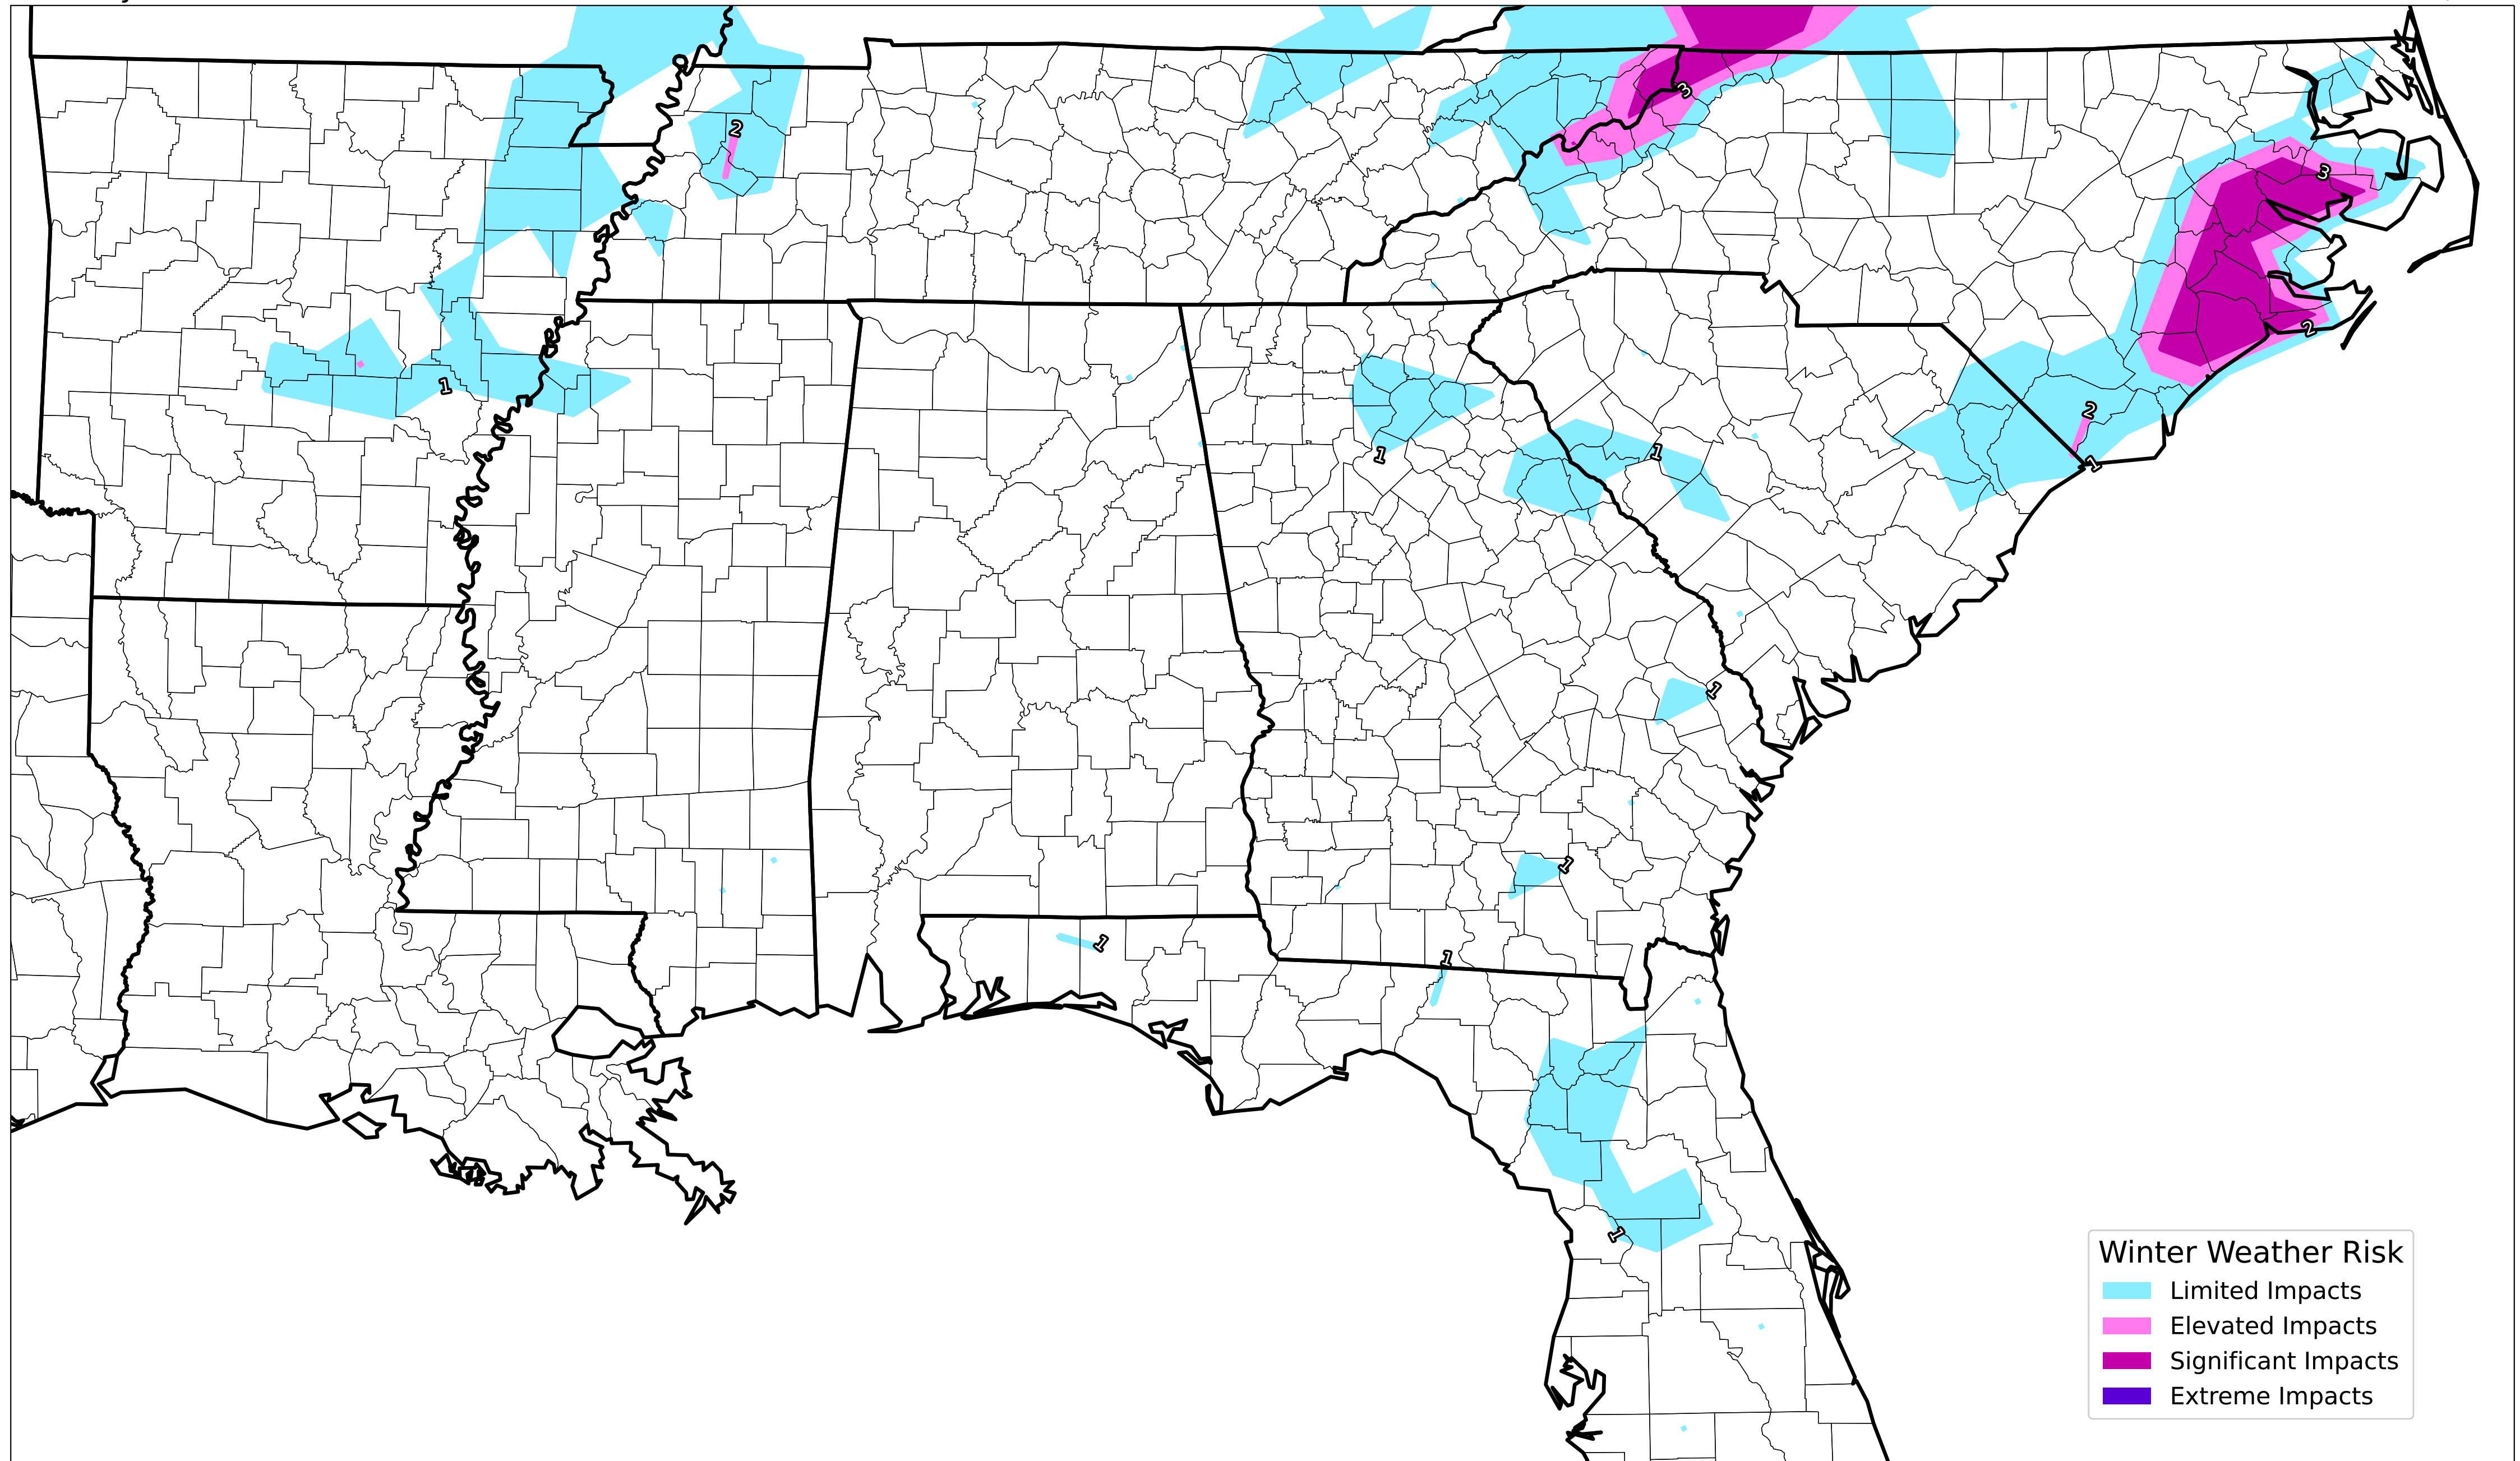 3
2
3
2
1
2
1
1
1
1
1
1
1
1
Winter Weather Risk
Limited Impacts
Elevated Impacts
Significant Impacts
Extreme Impacts